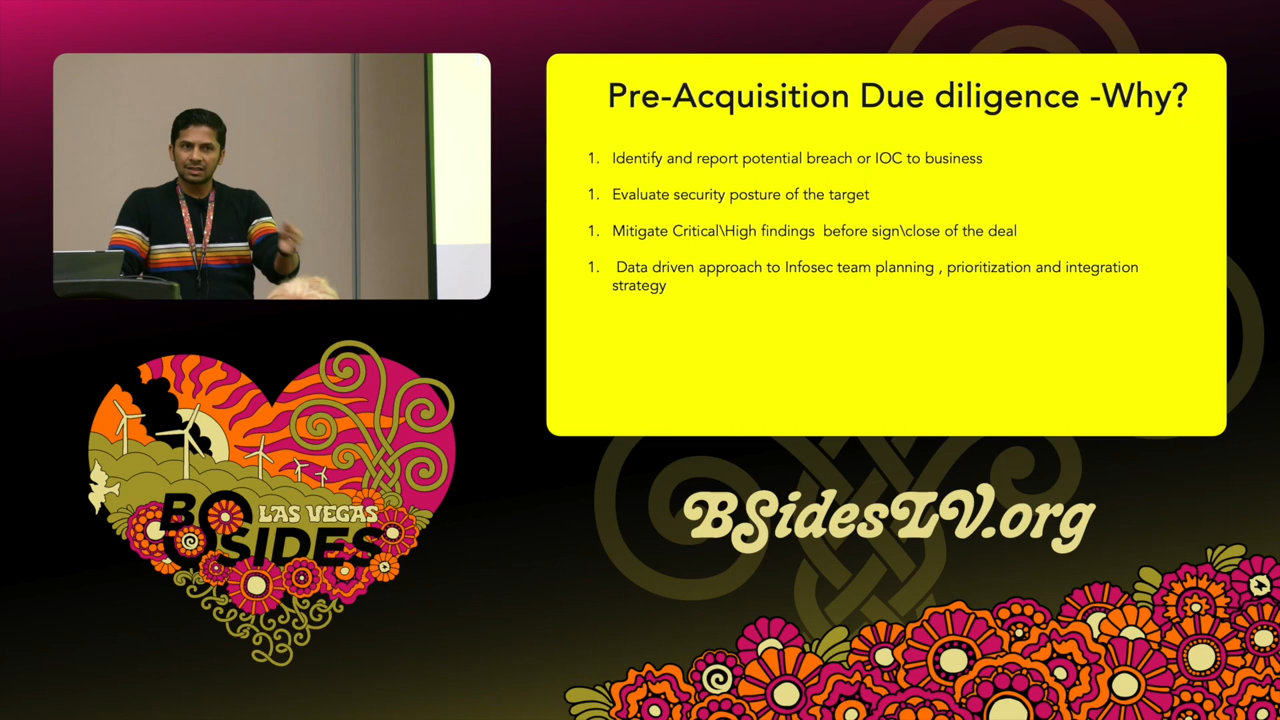 Pre-Acquisition Due diligence -Why?
1. Identify and report potential breach or IOC to business
1. Evaluate security posture of the target
1. Mitigate Critical\High findings  before sign\close of the deal
1.  Data driven approach to Infosec team planning , prioritization and integration
strategy
LAS VEGAS
BSIDES
BSidesLV.org